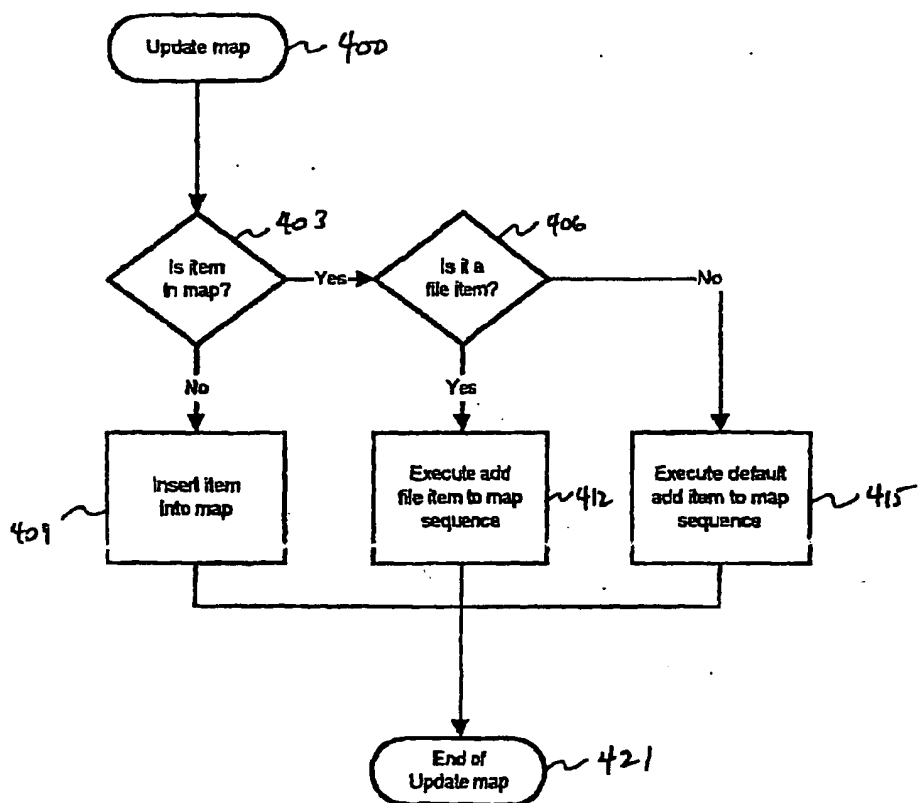 Update map
400
403
406
Is item
in map?
Yes
Is it a
file item?
No
No
Yes
Insert item
into map
409
Execute add
file item to map
sequence
412
Execute default
add item to map
sequence
415
End of
Update map
421